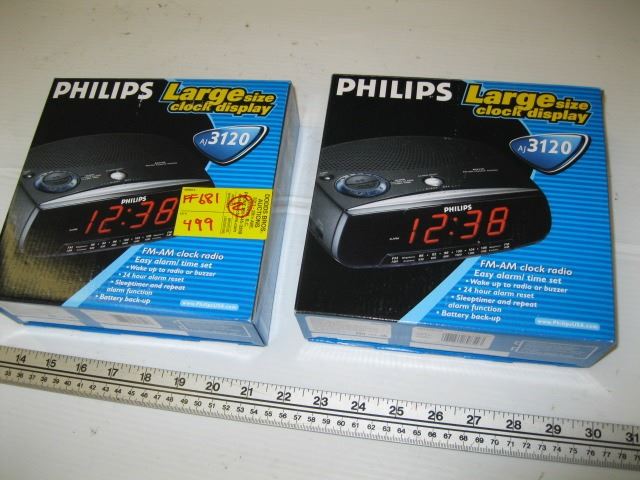 PHILIPS
Large size
clock display
AJ 3120
FF681
499
DODDS BROS
AUCTIONS
12:38
FM-AM clock radio
Easy alarm/ time set
• Wake up to radio or buzzer
• 24 hour alarm reset
• Sleeptimer and repeat
alarm function
• Battery back-up
www.PhilipsUSA.com
PHILIPS
Large size
clock display
AJ 3120
PHILIPS
12:38
FM-AM clock radio
Easy alarm/ time set
• Wake up to radio or buzzer
• 24 hour alarm reset
• Sleeptimer and repeat
alarm function
• Battery back-up
www.PhilipsUSA.com
14 15 16 17 18 19 20 21 22 23 24 25 26 27 28 29 30 31